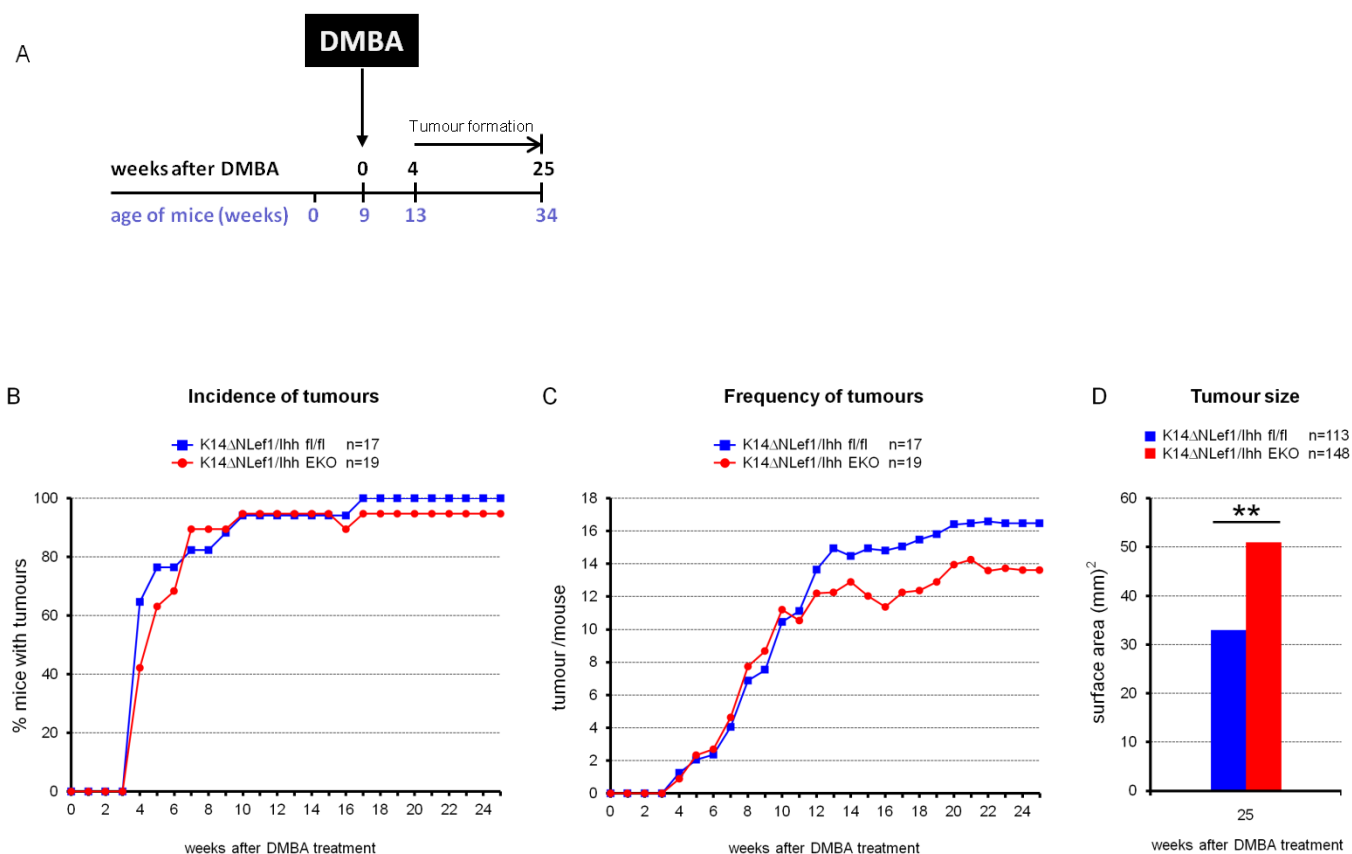 A
DMBA
Tumour formation
weeks after DMBA 0 4 25
age of mice (weeks) 0 9 13 34
B Incidence of tumours
K14ΔNLef1/Ihh fl/fl n=17
K14ΔNLef1/Ihh EKO n=19
% mice with tumours
100
80
60
40
20
0
0 2 4 6 8 10 12 14 16 18 20 22 24
weeks after DMBA treatment
C Frequency of tumours
K14ΔNLef1/Ihh fl/fl n=17
K14ΔNLef1/Ihh EKO n=19
tumour /mouse
18
16
14
12
10
8
6
4
2
0
0 2 4 6 8 10 12 14 16 18 20 22 24
weeks after DMBA treatment
D Tumour size
K14ΔNLef1/Ihh fl/fl n=113
K14ΔNLef1/Ihh EKO n=148
surface area (mm)²
60
50
40
30
20
10
0
**
25
weeks after DMBA treatment